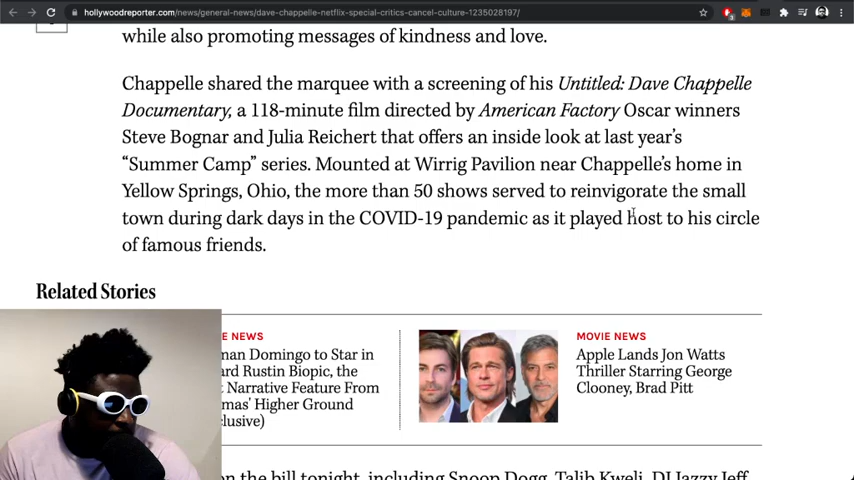 hollywoodreporter.com/news/general-news/dave-chappelle-netflix-special-critics-cancel-culture-1235028197/
while also promoting messages of kindness and love.
Chappelle shared the marquee with a screening of his Untitled: Dave Chappelle
Documentary, a 118-minute film directed by American Factory Oscar winners
Steve Bognar and Julia Reichert that offers an inside look at last year’s
“Summer Camp” series. Mounted at Wirrig Pavilion near Chappelle’s home in
Yellow Springs, Ohio, the more than 50 shows served to reinvigorate the small
town during dark days in the COVID-19 pandemic as it played host to his circle
of famous friends.
Related Stories
E NEWS
man Domingo to Star in
ard Rustin Biopic, the
t Narrative Feature From
mas' Higher Ground
clusive)
MOVIE NEWS
Apple Lands Jon Watts
Thriller Starring George
Clooney, Brad Pitt
on the bill tonight, including Snoop Dogg, Talib Kweli, DJ Jazzy Jeff,